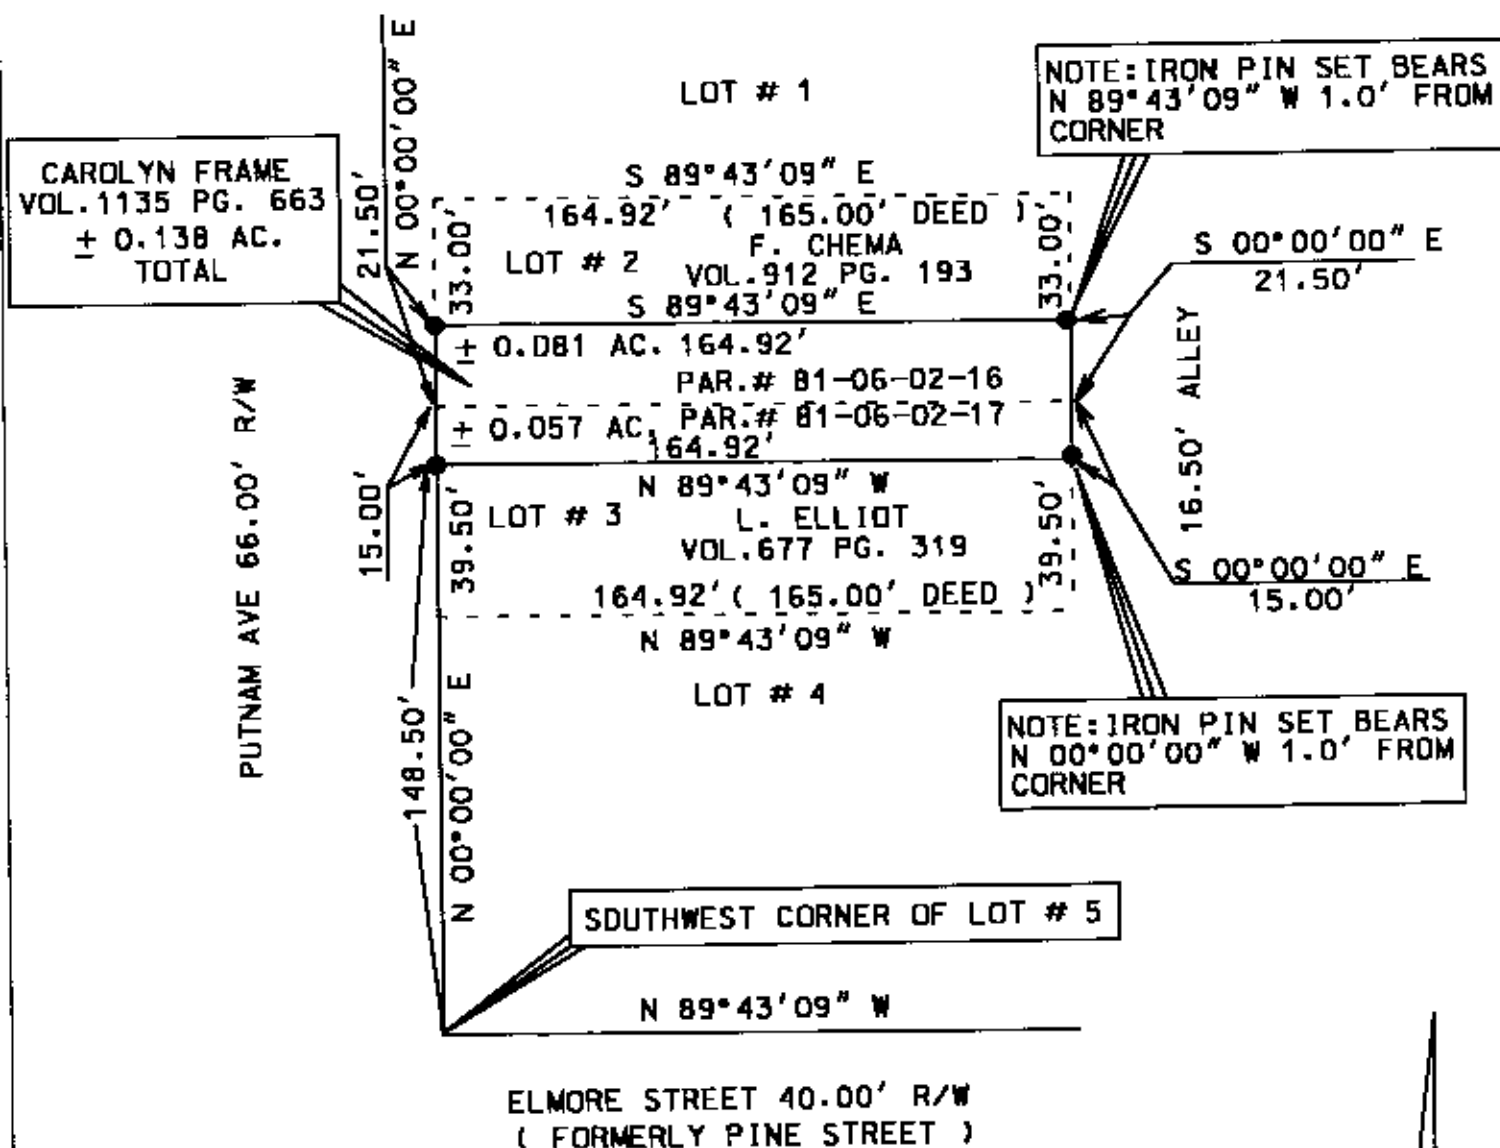 LOT # 1
NOTE: IRON PIN SET BEARS
N 89°43'09" W 1.0' FROM
CORNER
N 00°00'00" E
21.50'
CAROLYN FRAME
VOL.1135 PG. 663
± 0.138 AC.
TOTAL
S 89°43'09" E
164.92' ( 165.00' DEED )
33.00'
LOT # 2
F. CHEMA
VOL.912 PG. 193
33.00'
S 89°43'09" E
S 00°00'00" E
21.50'
± 0.081 AC. 164.92'
PAR.# 81-06-02-16
± 0.057 AC. PAR.# 81-06-02-17
164.92'
16.50' ALLEY
PUTNAM AVE 66.00' R/W
15.00'
N 89°43'09" W
39.50'
LOT # 3
L. ELLIOT
VOL.677 PG. 319
39.50'
164.92' ( 165.00' DEED )
N 89°43'09" W
S 00°00'00" E
15.00'
LOT # 4
148.50'
N 00°00'00" E
NOTE: IRON PIN SET BEARS
N 00°00'00" W 1.0' FROM
CORNER
SOUTHWEST CORNER OF LOT # 5
N 89°43'09" W
ELMORE STREET 40.00' R/W
( FORMERLY PINE STREET )